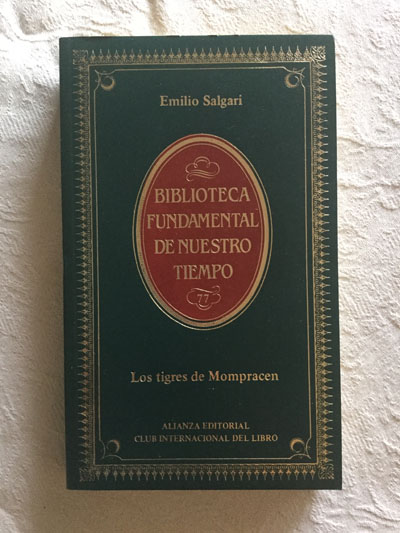 Emilio Salgari
BIBLIOTECA
FUNDAMENTAL
DE NUESTRO
TIEMPO
77
Los tigres de Mompracen
ALIANZA EDITORIAL
CLUB INTERNACIONAL DEL LIBRO